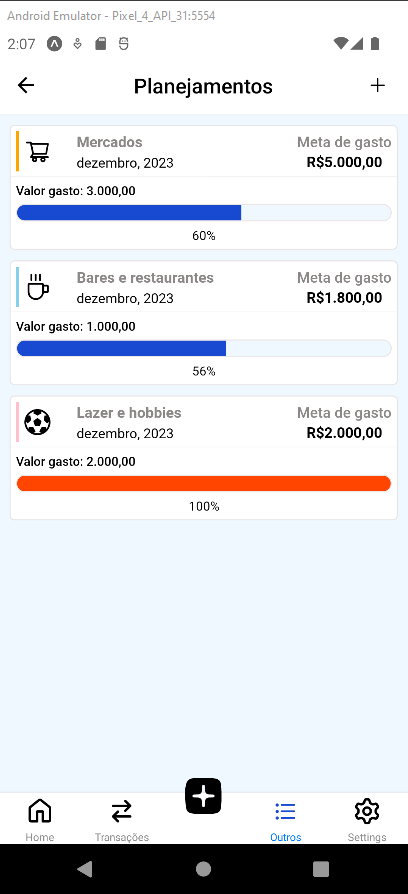 Android Emulator - Pixel_4_API_31:5554
2:07
Planejamentos
Mercados Meta de gasto
dezembro, 2023 R$5.000,00
Valor gasto: 3.000,00
60%
Bares e restaurantes Meta de gasto
dezembro, 2023 R$1.800,00
Valor gasto: 1.000,00
56%
Lazer e hobbies Meta de gasto
dezembro, 2023 R$2.000,00
Valor gasto: 2.000,00
100%
Home Transações Outros Settings